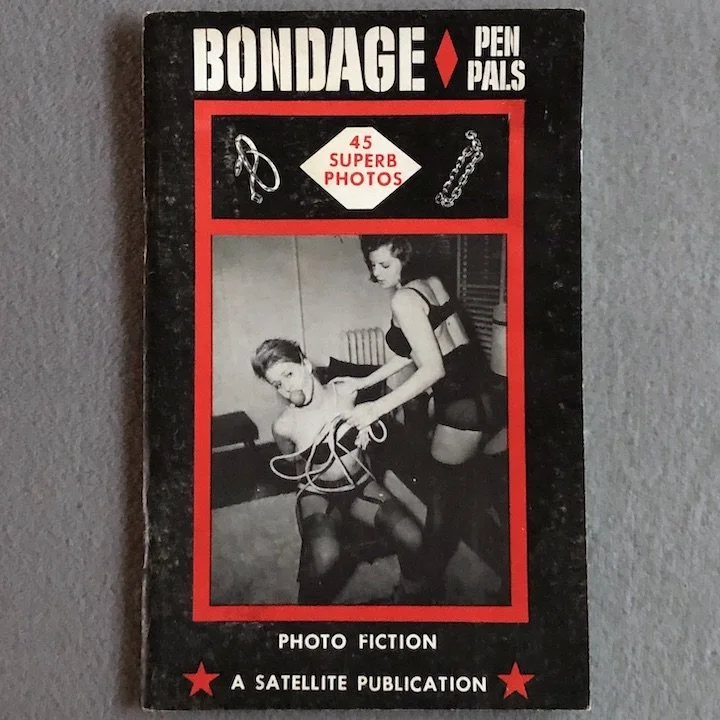 BONDAGE
PEN
PALS
45
SUPERB
PHOTOS
PHOTO FICTION
A SATELLITE PUBLICATION